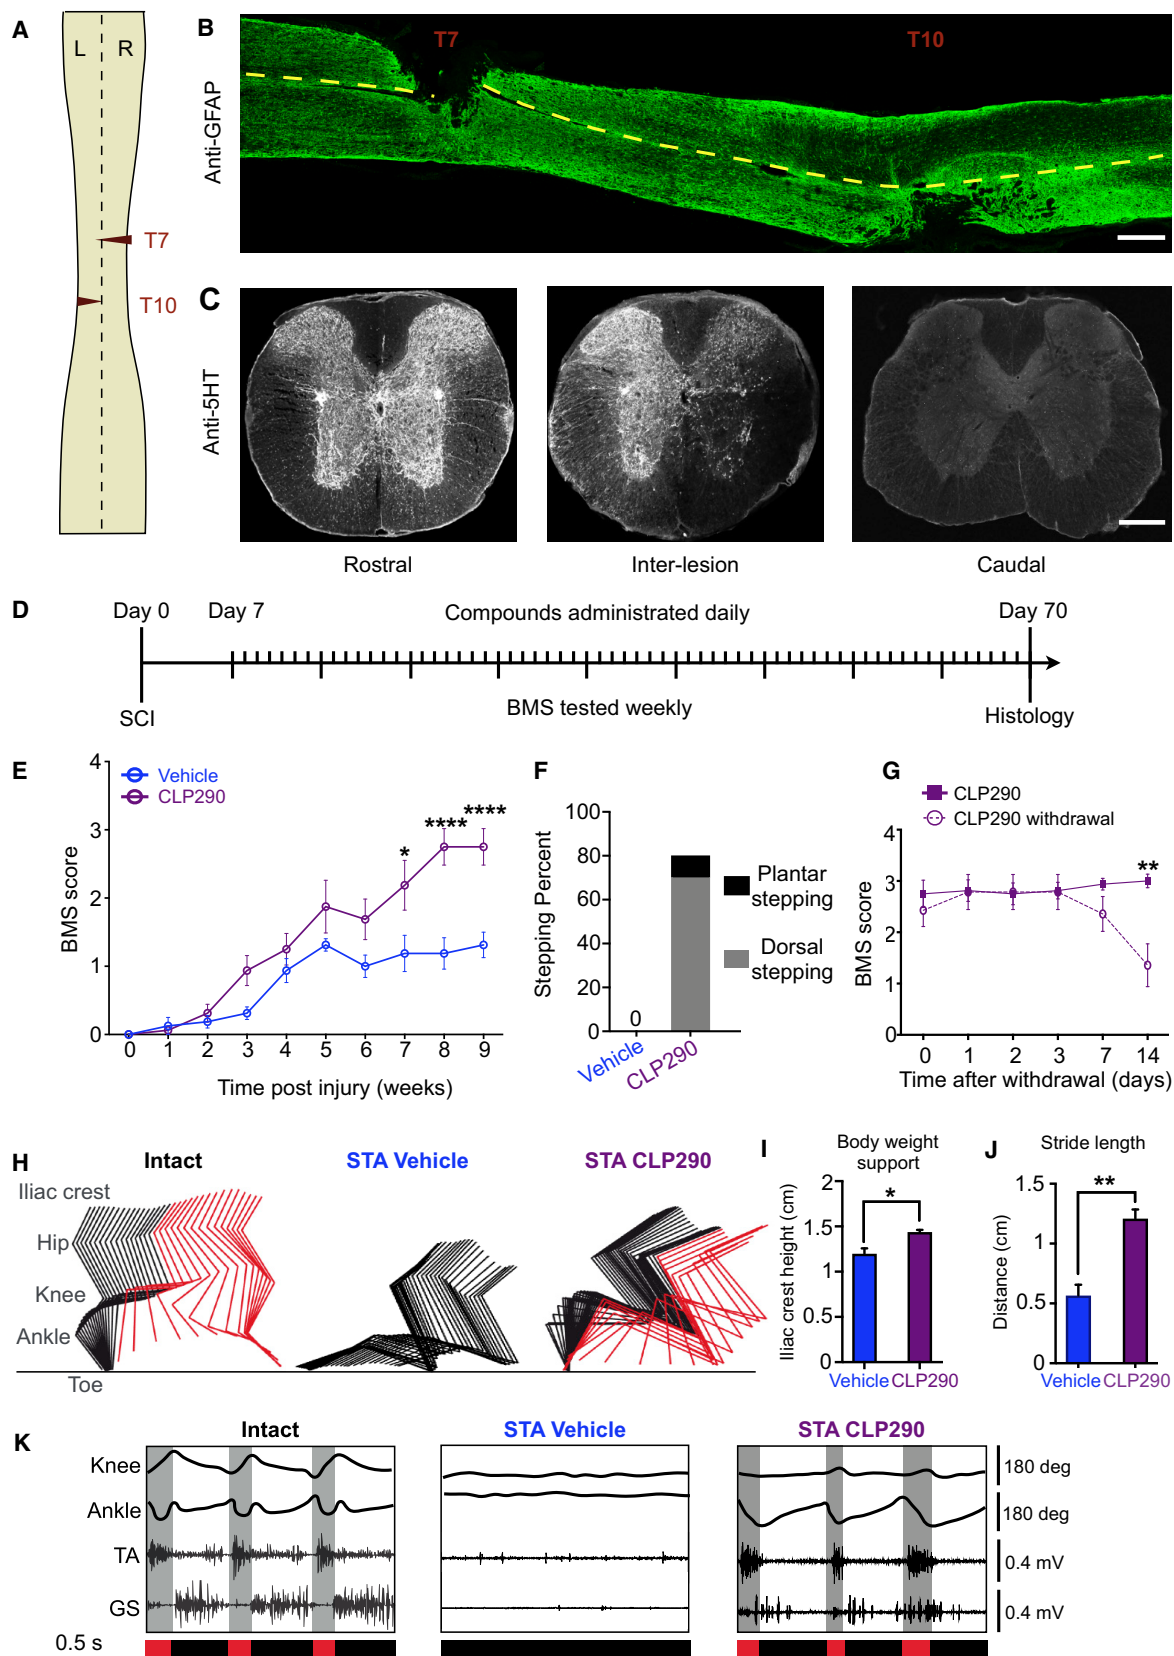 A
L R
T7
T10
B
Anti-GFAP
T7 T10
C
Anti-5HT
Rostral Inter-lesion Caudal
D
Day 0 Day 7 Compounds administrated daily Day 70
SCI BMS tested weekly Histology
E
Vehicle
CLP290
BMS score
4
3
2
1
0
* **** ****
0 1 2 3 4 5 6 7 8 9
Time post injury (weeks)
F
Stepping Percent
100
80
60
40
20
0
0
Vehicle CLP290
Plantar
stepping
Dorsal
stepping
G
CLP290
CLP290 withdrawal
BMS score
4
3
2
1
0
**
0 1 2 3 7 14
Time after withdrawal (days)
H
Intact STA Vehicle STA CLP290
Iliac crest
Hip
Knee
Ankle
Toe
I
Body weight
support
Iliac crest height (cm)
2
1.5
1
0.5
0
*
Vehicle CLP290
J
Stride length
Distance (cm)
1.5
1
0.5
0
**
Vehicle CLP290
K
Intact STA Vehicle STA CLP290
Knee 180 deg
Ankle 180 deg
TA 0.4 mV
GS 0.4 mV
0.5 s